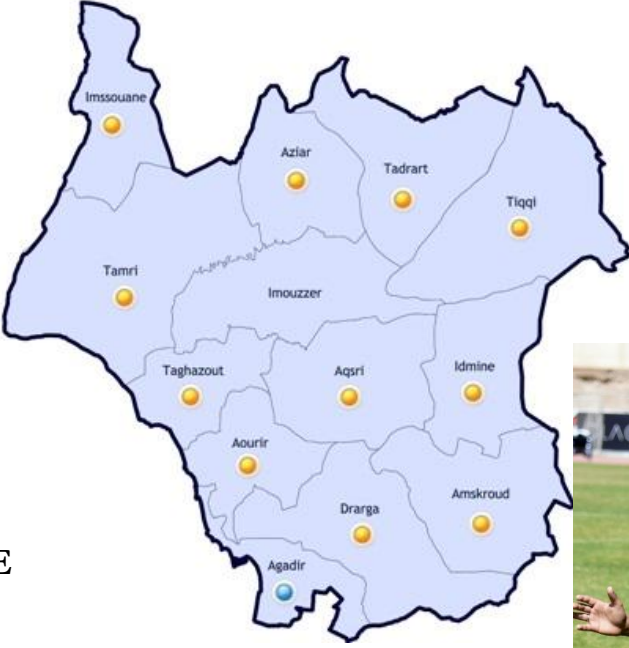 Imssouane
Aziar
Tadrart
Tiqqi
Tamri
Imouzzer
Taghazout
Aqsri
Idmine
Aourir
Amskroud
Drarga
E
Agadir